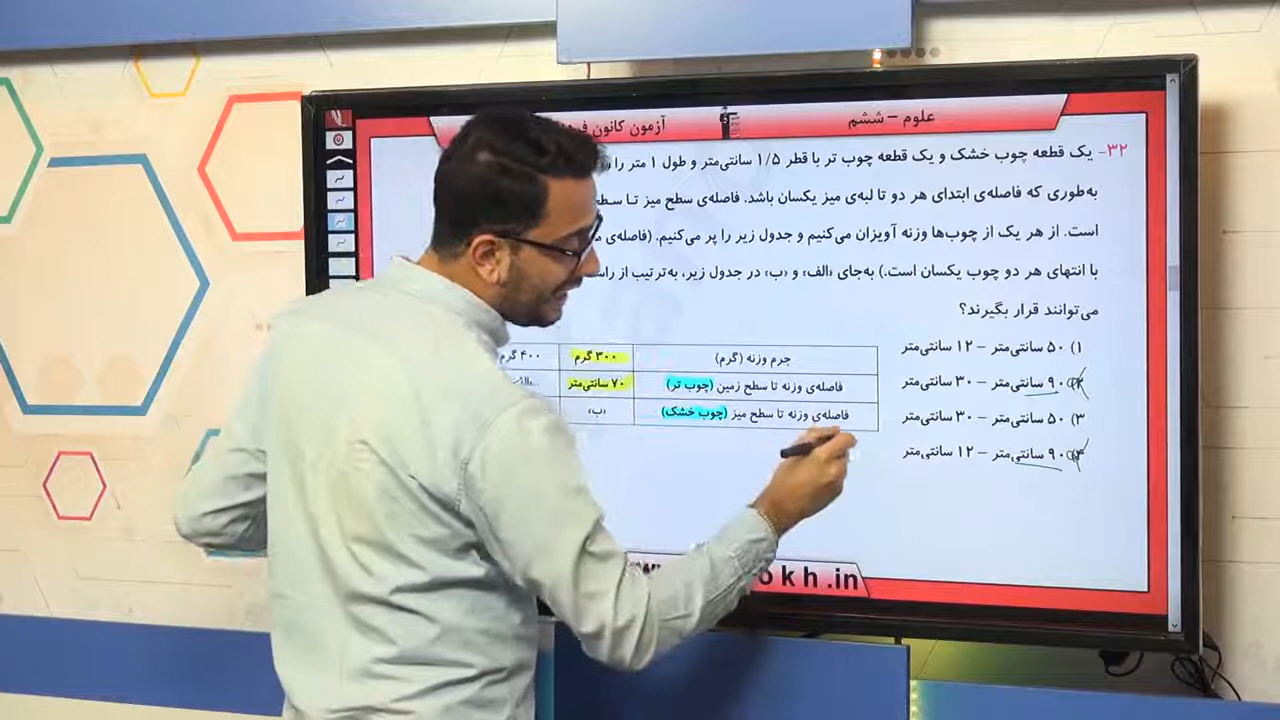 علوم – ششم
آزمون کانون
۳۲- یک قطعه چوب خشک و یک قطعه چوب تر با قطر ۱/۵ سانتی‌متر و طول ۱ متر را
به‌طوری که فاصله‌ی ابتدای هر دو تا لبه‌ی میز یکسان باشد. فاصله‌ی سطح میز تا
است. از هر یک از چوب‌ها وزنه آویزان می‌کنیم و جدول زیر را پر می‌کنیم. (فاصله‌ی
با انتهای هر دو چوب یکسان است.) به‌جای «الف» و «ب» در جدول زیر، به‌ترتیب از
می‌توانند قرار بگیرند؟
۱) ۵۰ سانتی‌متر – ۱۲ سانتی‌متر
۲) ۹۰ سانتی‌متر – ۳۰ سانتی‌متر
۳) ۵۰ سانتی‌متر – ۳۰ سانتی‌متر
۴) ۹۰ سانتی‌متر – ۱۲ سانتی‌متر
جرم وزنه (گرم) ۳۰۰ گرم ۴۰۰ گرم
فاصله‌ی وزنه تا سطح زمین (چوب تر) ۷۰ سانتی‌متر
فاصله‌ی وزنه تا سطح میز (چوب خشک) «ب»
okh.in